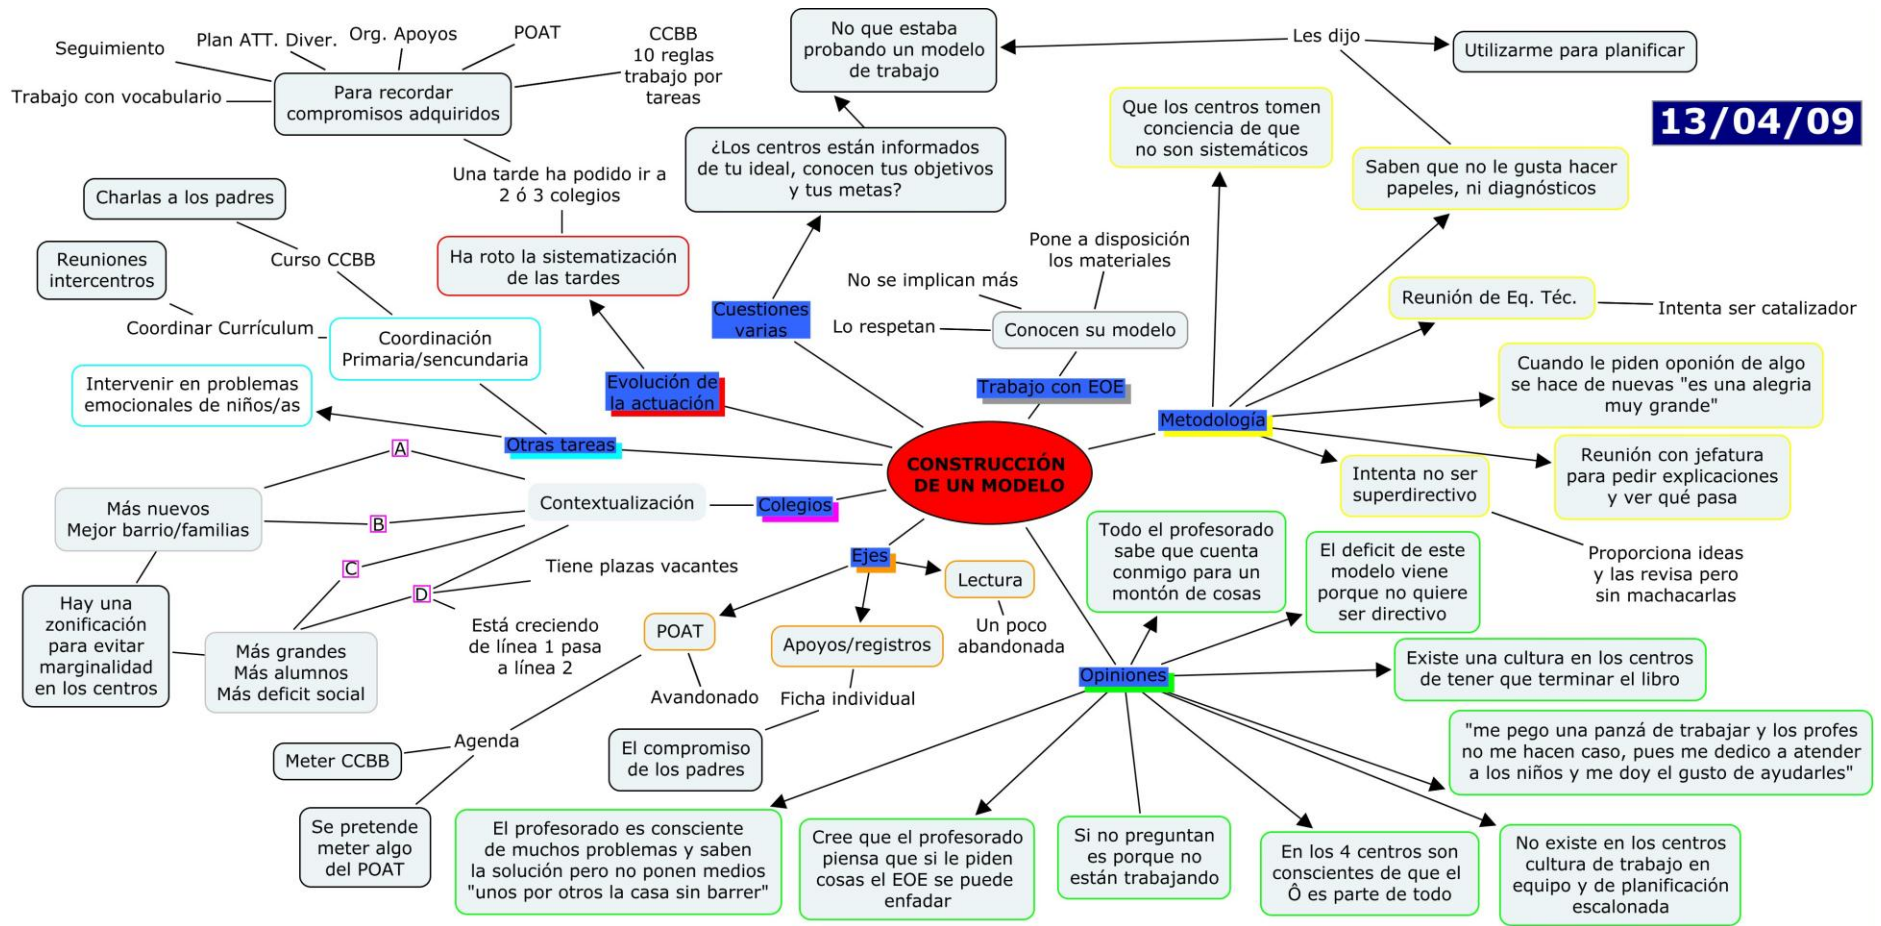 Seguimiento
Plan ATT. Diver.
Org. Apoyos
POAT
CCBB
10 reglas
trabajo por
tareas
Trabajo con vocabulario
Para recordar
compromisos adquiridos
Una tarde ha podido ir a
2 ó 3 colegios
Ha roto la sistematización
de las tardes
Evolución de
la actuación
No que estaba
probando un modelo
de trabajo
Les dijo
Utilizarme para planificar
13/04/09
¿Los centros están informados
de tu ideal, conocen tus objetivos
y tus metas?
Cuestiones
varias
Que los centros tomen
conciencia de que
no son sistemáticos
Saben que no le gusta hacer
papeles, ni diagnósticos
Charlas a los padres
Reuniones
intercentros
Curso CCBB
Coordinar Currículum
Coordinación
Primaria/sencundaria
Intervenir en problemas
emocionales de niños/as
Otras tareas
Pone a disposición
los materiales
No se implican más
Lo respetan
Conocen su modelo
Trabajo con EOE
Reunión de Eq. Téc.
Intenta ser catalizador
Cuando le piden oponión de algo
se hace de nuevas "es una alegria
muy grande"
Metodología
Reunión con jefatura
para pedir explicaciones
y ver qué pasa
Intenta no ser
superdirectivo
Proporciona ideas
y las revisa pero
sin machacarlas
CONSTRUCCIÓN
DE UN MODELO
A
B
C
D
Contextualización
Colegios
Más nuevos
Mejor barrio/familias
Hay una
zonificación
para evitar
marginalidad
en los centros
Más grandes
Más alumnos
Más deficit social
Tiene plazas vacantes
Está creciendo
de línea 1 pasa
a línea 2
Ejes
Lectura
Un poco
abandonada
POAT
Avandonado
Apoyos/registros
Ficha individual
El compromiso
de los padres
Agenda
Meter CCBB
Se pretende
meter algo
del POAT
Todo el profesorado
sabe que cuenta
conmigo para un
montón de cosas
El deficit de este
modelo viene
porque no quiere
ser directivo
Opiniones
Existe una cultura en los centros
de tener que terminar el libro
"me pego una panzá de trabajar y los profes
no me hacen caso, pues me dedico a atender
a los niños y me doy el gusto de ayudarles"
El profesorado es consciente
de muchos problemas y saben
la solución pero no ponen medios
"unos por otros la casa sin barrer"
Cree que el profesorado
piensa que si le piden
cosas el EOE se puede
enfadar
Si no preguntan
es porque no
están trabajando
En los 4 centros son
conscientes de que el
Ô es parte de todo
No existe en los centros
cultura de trabajo en
equipo y de planificación
escalonada